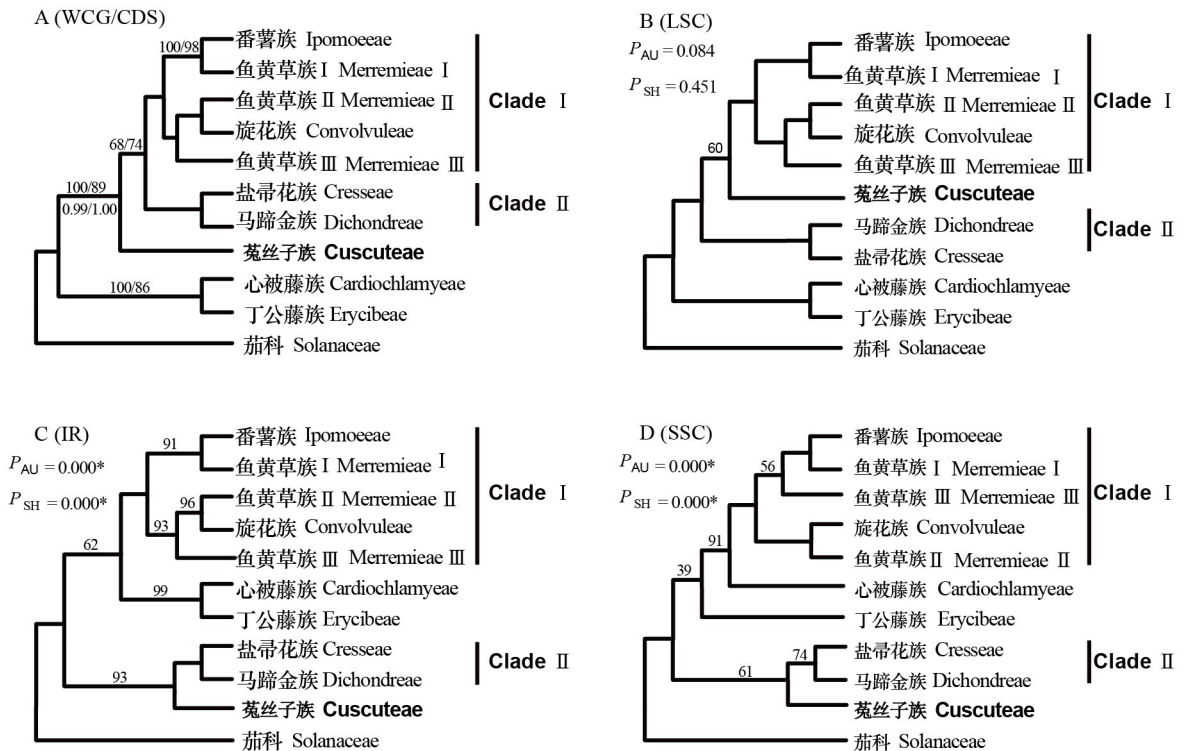 A (WCG/CDS)
100/98
番薯族 Ipomoeeae
鱼黄草族 I Merremieae I
鱼黄草族 II Merremieae II
旋花族 Convolvuleae
鱼黄草族 III Merremieae III
Clade I
68/74
盐帚花族 Cresseae
马蹄金族 Dichondreae
Clade II
100/89
0.99/1.00
菟丝子族 Cuscuteae
心被藤族 Cardiochlamyeae
100/86
丁公藤族 Erycibeae
茄科 Solanaceae
B (LSC)
P AU = 0.084
P SH = 0.451
番薯族 Ipomoeeae
鱼黄草族 I Merremieae I
鱼黄草族 II Merremieae II
旋花族 Convolvuleae
鱼黄草族 III Merremieae III
Clade I
60
菟丝子族 Cuscuteae
马蹄金族 Dichondreae
盐帚花族 Cresseae
Clade II
心被藤族 Cardiochlamyeae
丁公藤族 Erycibeae
茄科 Solanaceae
C (IR)
P AU = 0.000*
P SH = 0.000*
91
番薯族 Ipomoeeae
鱼黄草族 I Merremieae I
96
鱼黄草族 II Merremieae II
93
旋花族 Convolvuleae
鱼黄草族 III Merremieae III
Clade I
62
99
心被藤族 Cardiochlamyeae
丁公藤族 Erycibeae
盐帚花族 Cresseae
93
马蹄金族 Dichondreae
Clade II
菟丝子族 Cuscuteae
茄科 Solanaceae
D (SSC)
P AU = 0.000*
P SH = 0.000*
番薯族 Ipomoeeae
56
鱼黄草族 I Merremieae I
鱼黄草族 III Merremieae III
旋花族 Convolvuleae
鱼黄草族 II Merremieae II
Clade I
91
心被藤族 Cardiochlamyeae
39
丁公藤族 Erycibeae
盐帚花族 Cresseae
74
61
马蹄金族 Dichondreae
Clade II
菟丝子族 Cuscuteae
茄科 Solanaceae